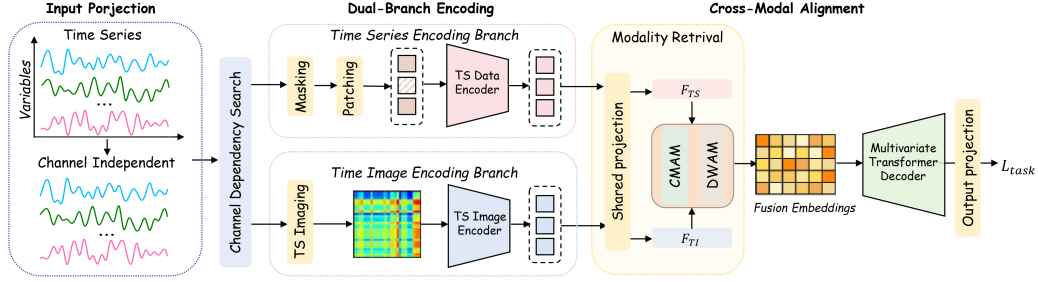 Input Porjection
Time Series
Variables
...
Channel Independent
...
Channel Dependency Search
Dual-Branch Encoding
Time Series Encoding Branch
Masking
Patching
TS Data
Encoder
Time Image Encoding Branch
TS Imaging
TS Image
Encoder
Cross-Modal Alignment
Modality Retrival
Shared projection
F_TS
CMAM
DWAM
F_TI
Fusion Embeddings
Multivariate
Transformer
Decoder
Output projection
L_task